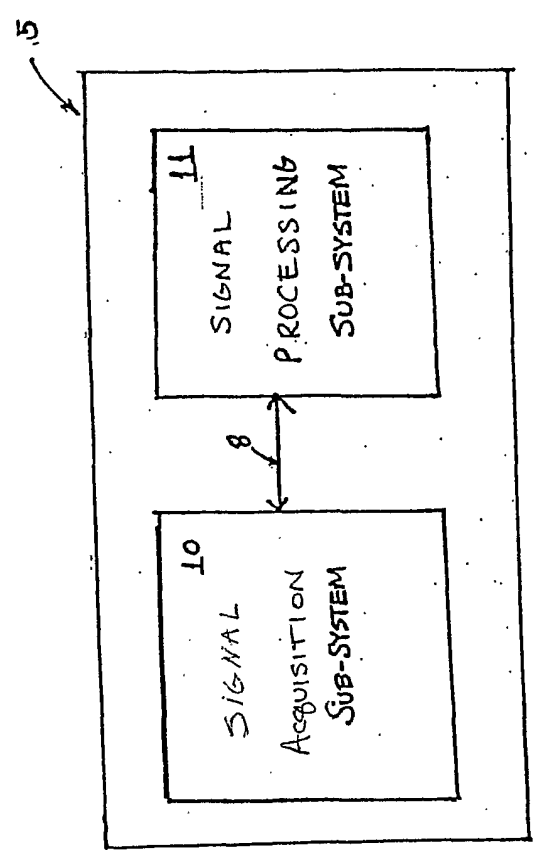 5
10
SIGNAL
AcquISITION
SUB-SYSTEM
8
11
SIGNAL
PROCESSING
SUB-SYSTEM